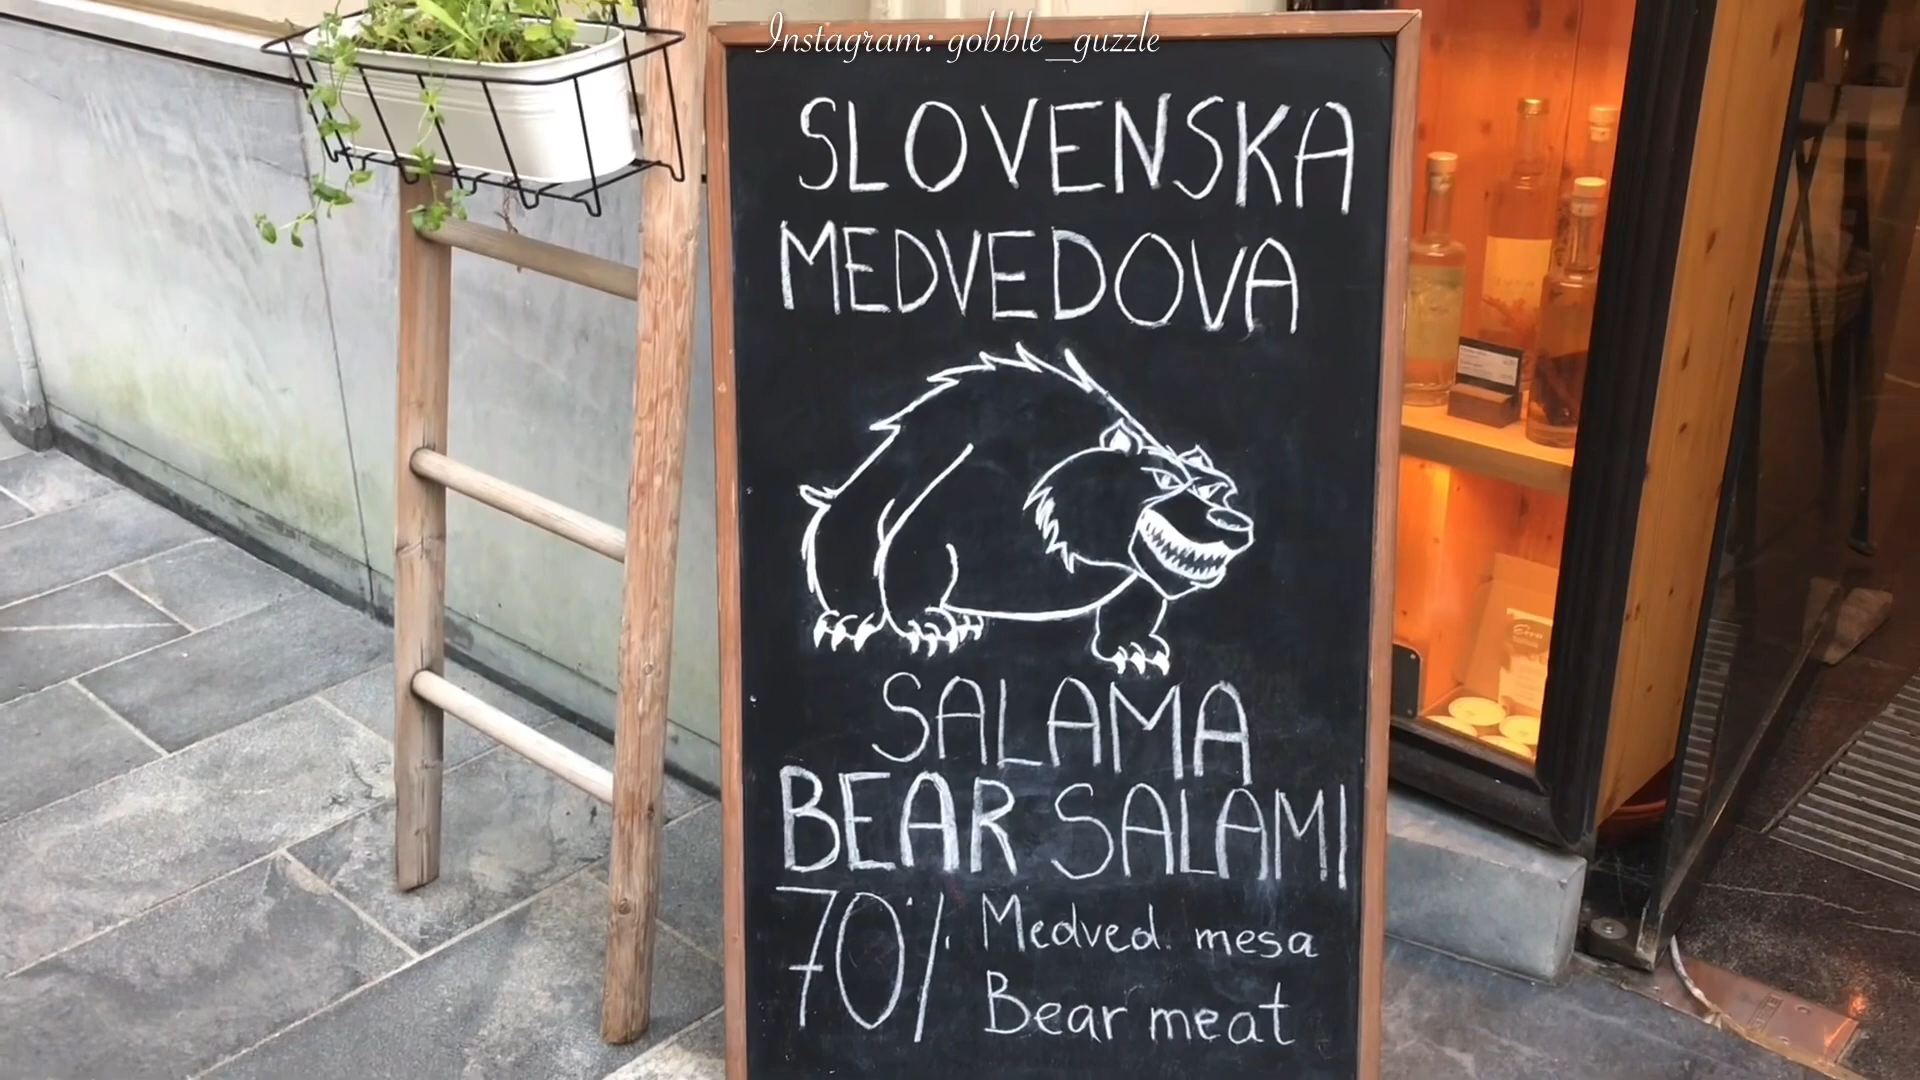 Instagram: gobble_guzzle
SLOVENSKA
MEDVEDOVA
SALAMA
BEAR SALAMI
70% Medved. mesa
Bear meat